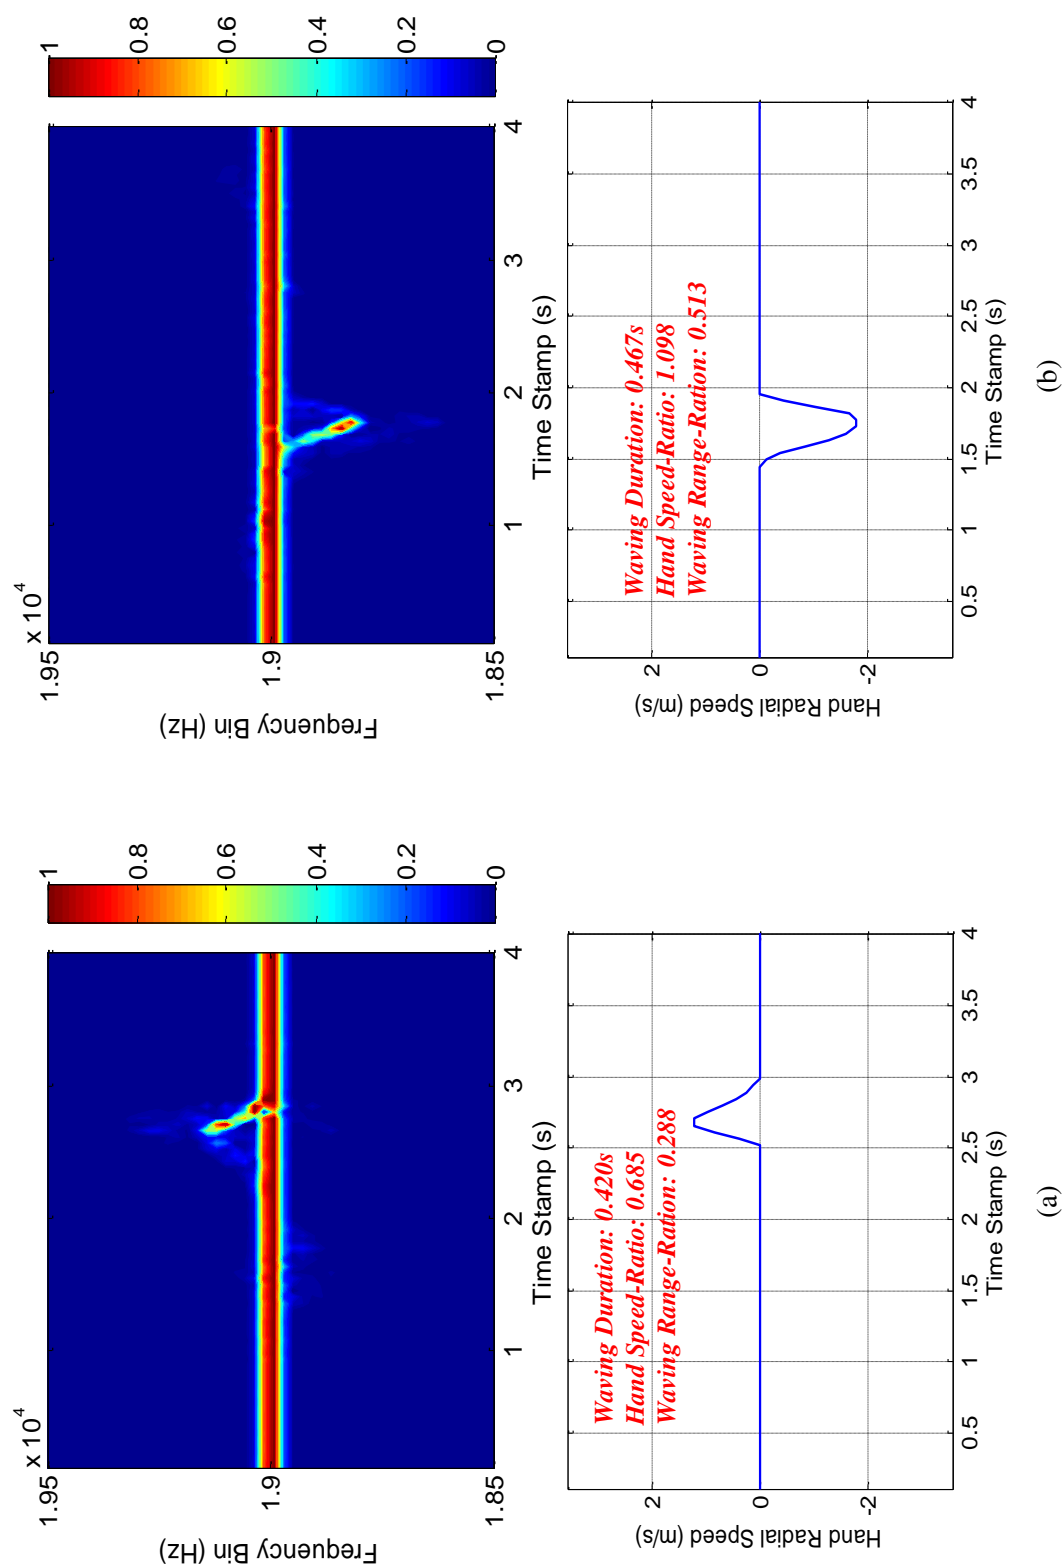 x 10^4
1.95
1.9
1.85
Frequency Bin (Hz)
1
2
3
4
Time Stamp (s)
1
0.8
0.6
0.4
0.2
0
2
0
-2
Hand Radial Speed (m/s)
Waving Duration: 0.420s
Hand Speed-Ratio: 0.685
Waving Range-Ration: 0.288
0.5
1
1.5
2
2.5
3
3.5
4
Time Stamp (s)
(a)
x 10^4
1.95
1.9
1.85
Frequency Bin (Hz)
1
2
3
4
Time Stamp (s)
1
0.8
0.6
0.4
0.2
0
2
0
-2
Hand Radial Speed (m/s)
Waving Duration: 0.467s
Hand Speed-Ratio: 1.098
Waving Range-Ration: 0.513
0.5
1
1.5
2
2.5
3
3.5
4
Time Stamp (s)
(b)